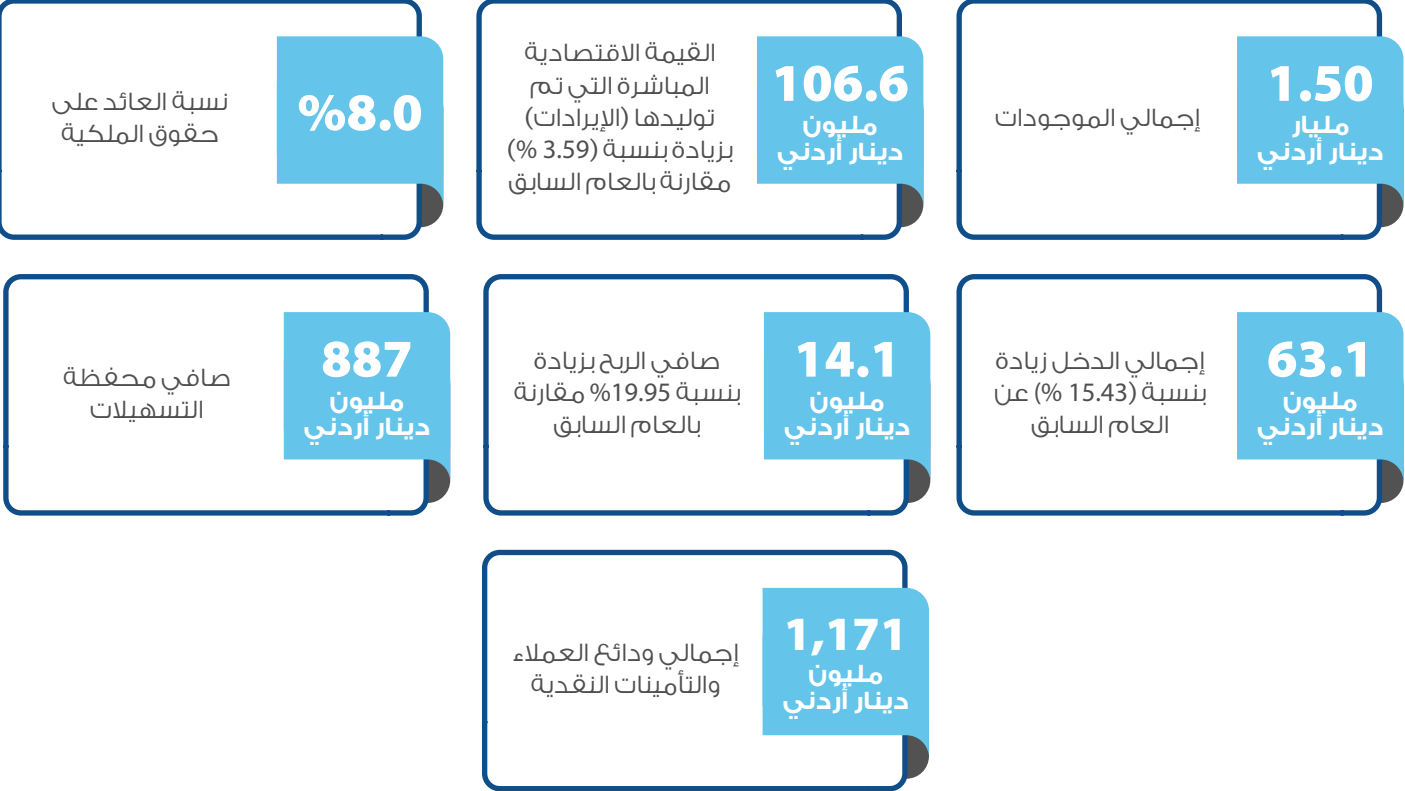 1.50
مليار
دينار أردني
إجمالي الموجودات
106.6
مليون
دينار أردني
القيمة الاقتصادية
المباشرة التي تم
توليدها (الإيرادات)
بزيادة بنسبة (3.59 %)
مقارنة بالعام السابق
%8.0
نسبة العائد على
حقوق الملكية
63.1
مليون
دينار أردني
إجمالي الدخل زيادة
بنسبة (15.43 %) عن
العام السابق
14.1
مليون
دينار أردني
صافي الربح بزيادة
بنسبة 19.95% مقارنة
بالعام السابق
887
مليون
دينار أردني
صافي محفظة
التسهيلات
1,171
مليون
دينار أردني
إجمالي ودائع العملاء
والتأمينات النقدية